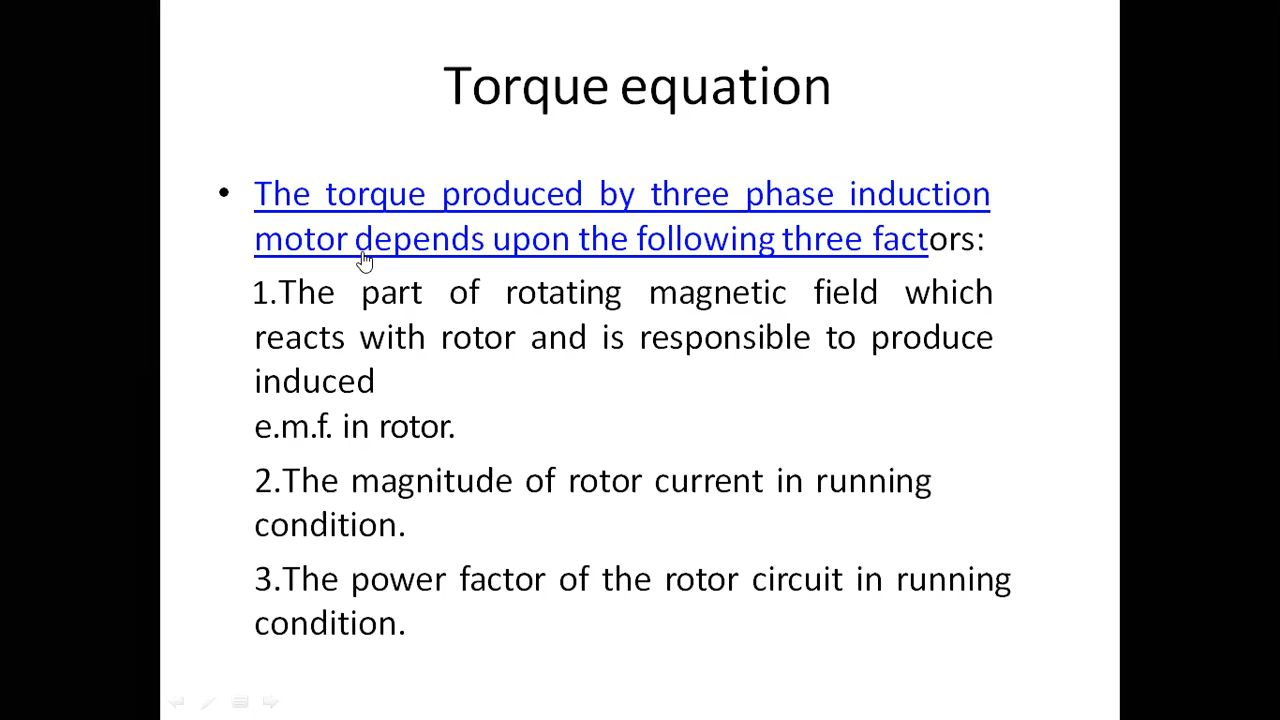 Torque equation
• The torque produced by three phase induction
motor depends upon the following three factors:
1.The part of rotating magnetic field which
reacts with rotor and is responsible to produce
induced
e.m.f. in rotor.
2.The magnitude of rotor current in running
condition.
3.The power factor of the rotor circuit in running
condition.